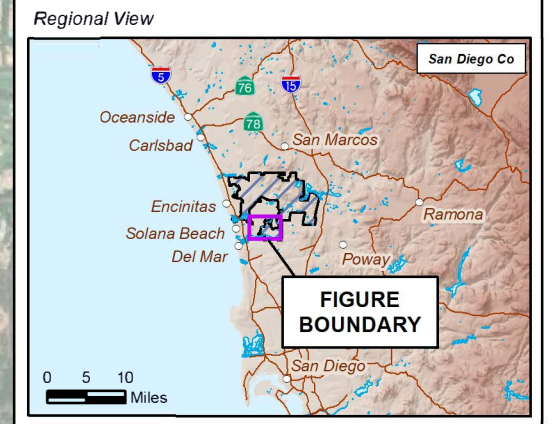 Regional View
San Diego Co
5
76
15
78
Oceanside
Carlsbad
San Marcos
Encinitas
Ramona
Solana Beach
Del Mar
Poway
FIGURE
BOUNDARY
San Diego
0 5 10
Miles